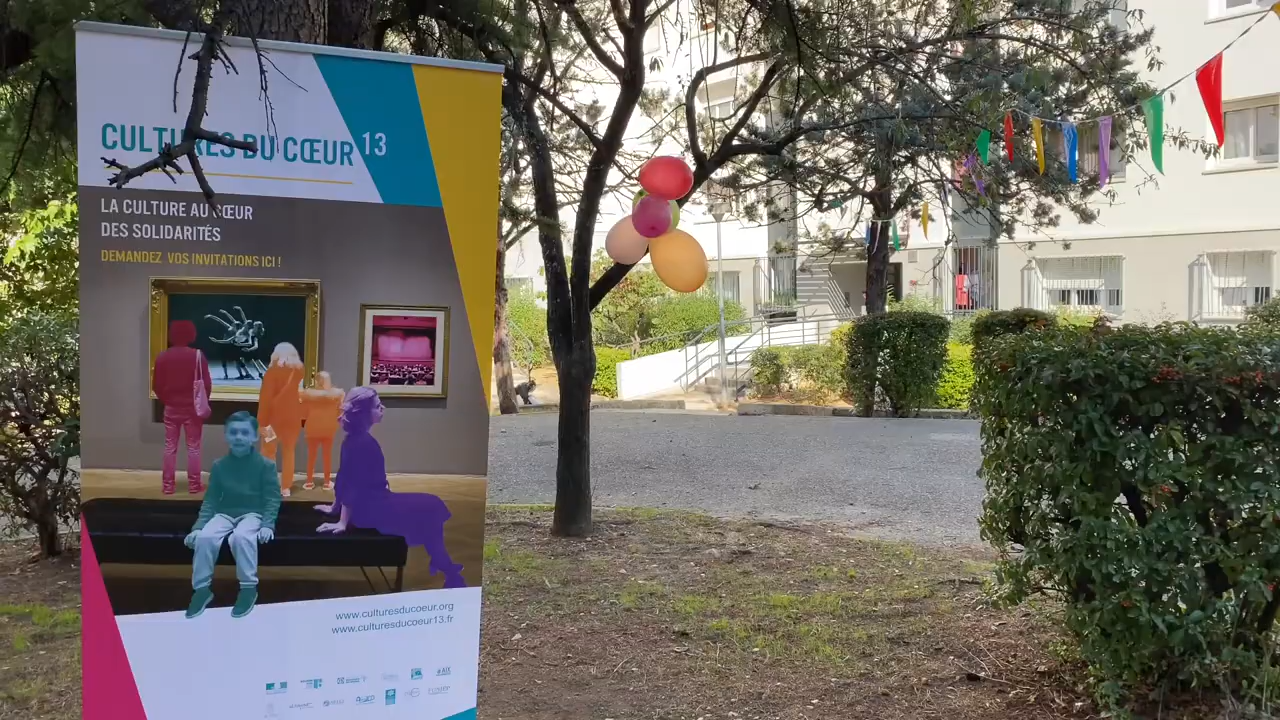 CULTURES DU CŒUR 13
LA CULTURE AU CŒUR
DES SOLIDARITÉS
DEMANDEZ VOS INVITATIONS ICI !
www.culturesducoeur.org
www.culturesducoeur13.fr